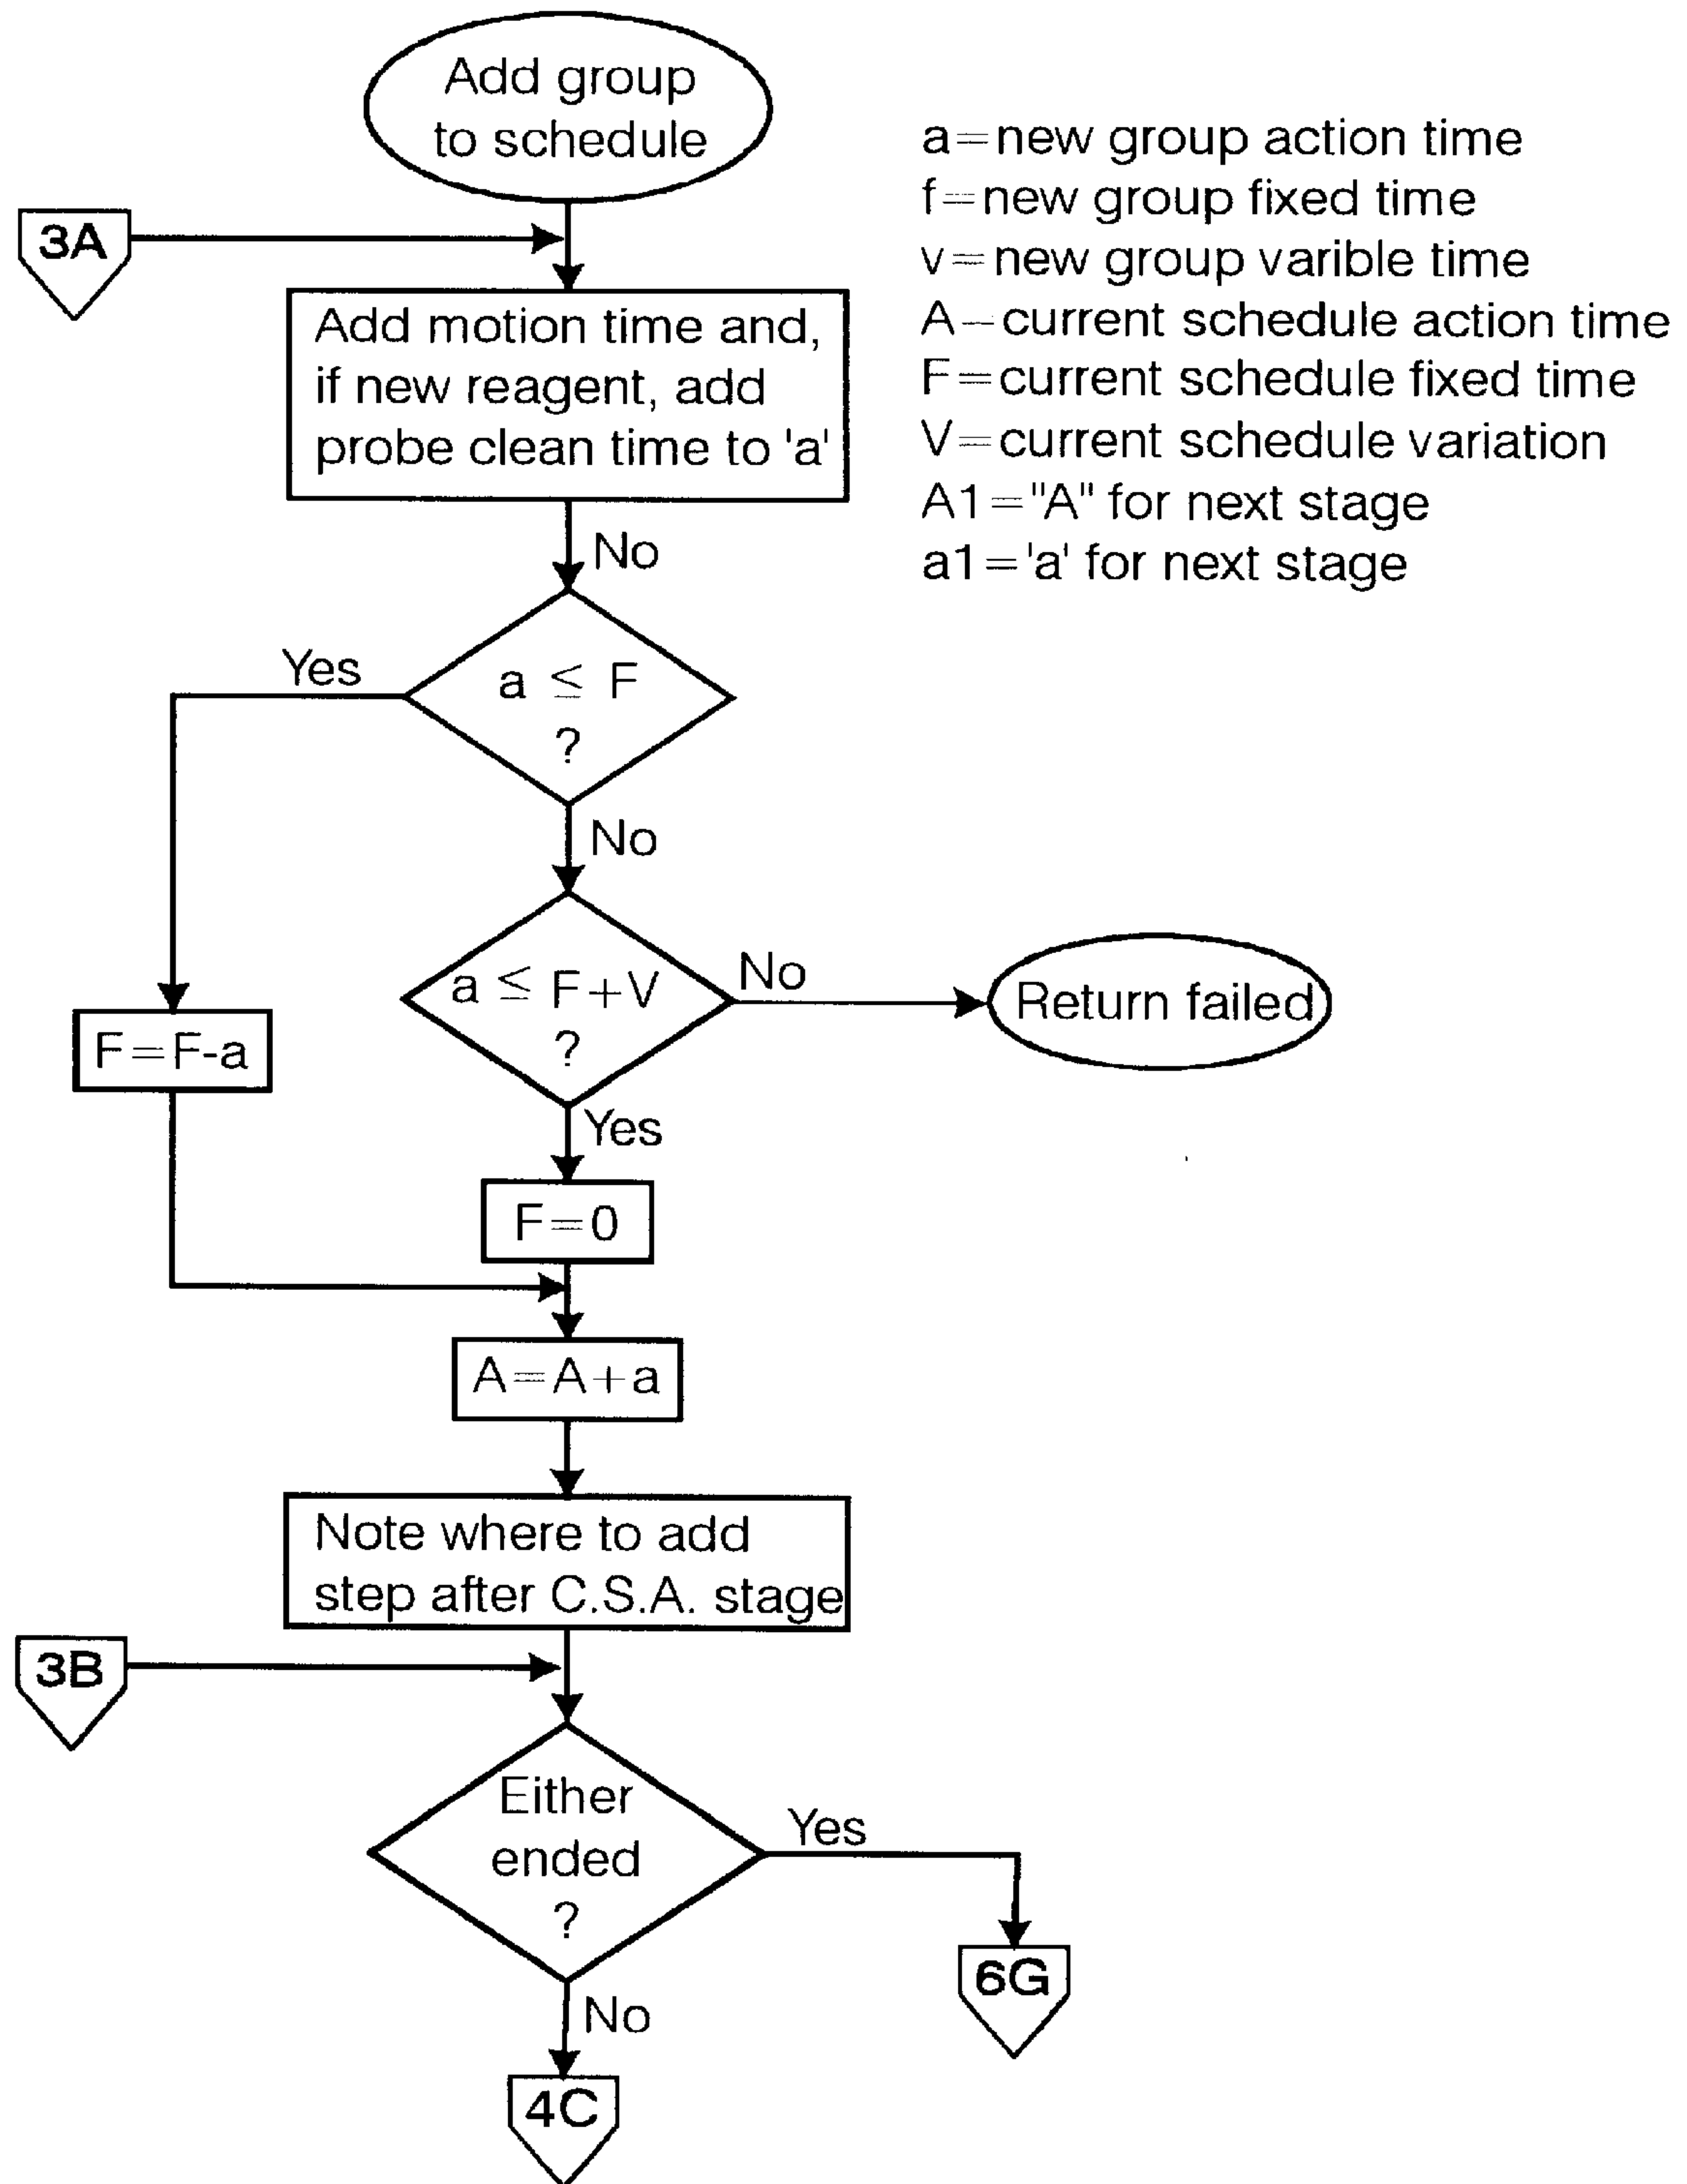 Add group
to schedule
a=new group action time
f=new group fixed time
v=new group varible time
A–current schedule action time
F=current schedule fixed time
V=current schedule variation
A1="A" for next stage
a1='a' for next stage
3A
Add motion time and,
if new reagent, add
probe clean time to 'a'
No
Yes
a ≤ F
?
No
a ≤ F+V
?
No
Return failed
F=F-a
Yes
F=0
A=A+a
Note where to add
step after C.S.A. stage
3B
Either
ended
?
Yes
6G
No
4C